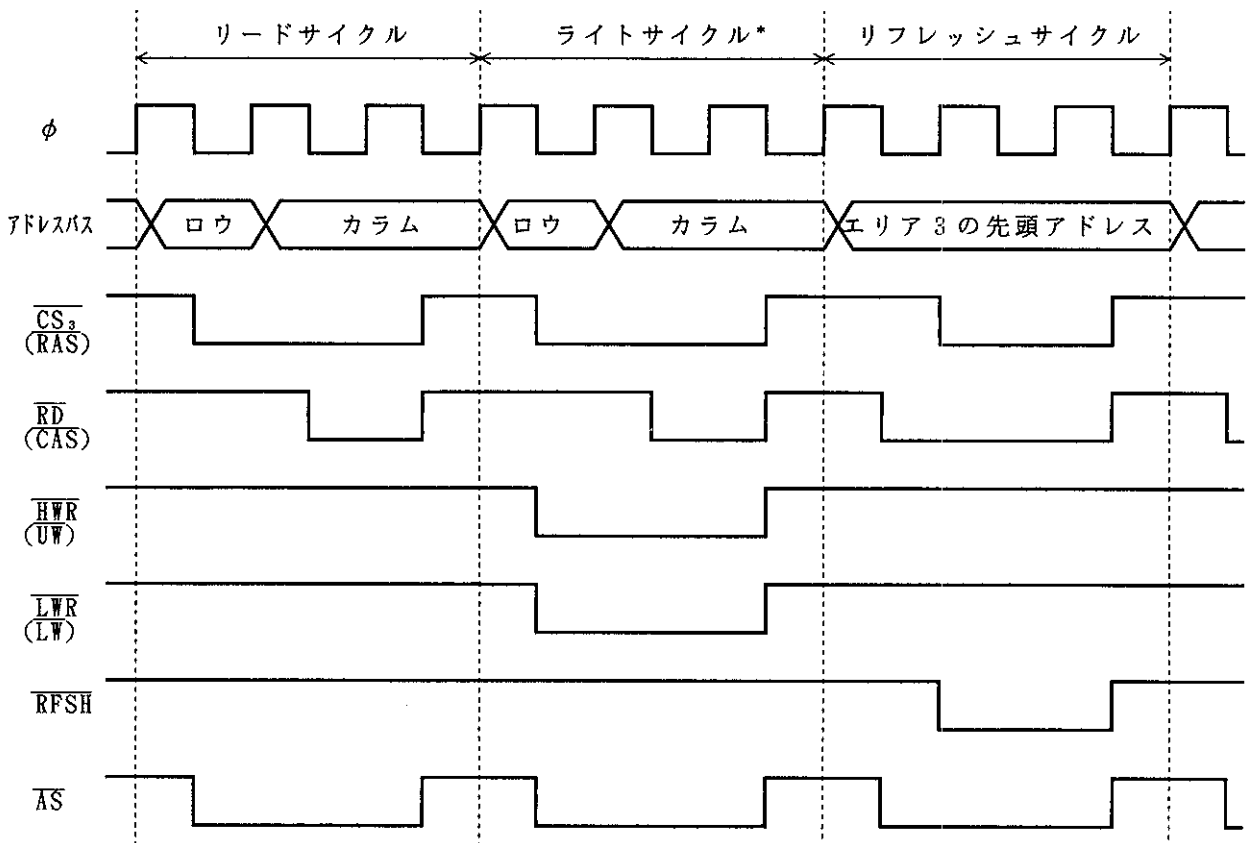 リードサイクル ライトサイクル* リフレッシュサイクル
φ
アドレスバス ロウ カラム ロウ カラム エリア3の先頭アドレス
CS₃
(RAS)
RD
(CAS)
HWR
(UW)
LWR
(LW)
RFSH
AS